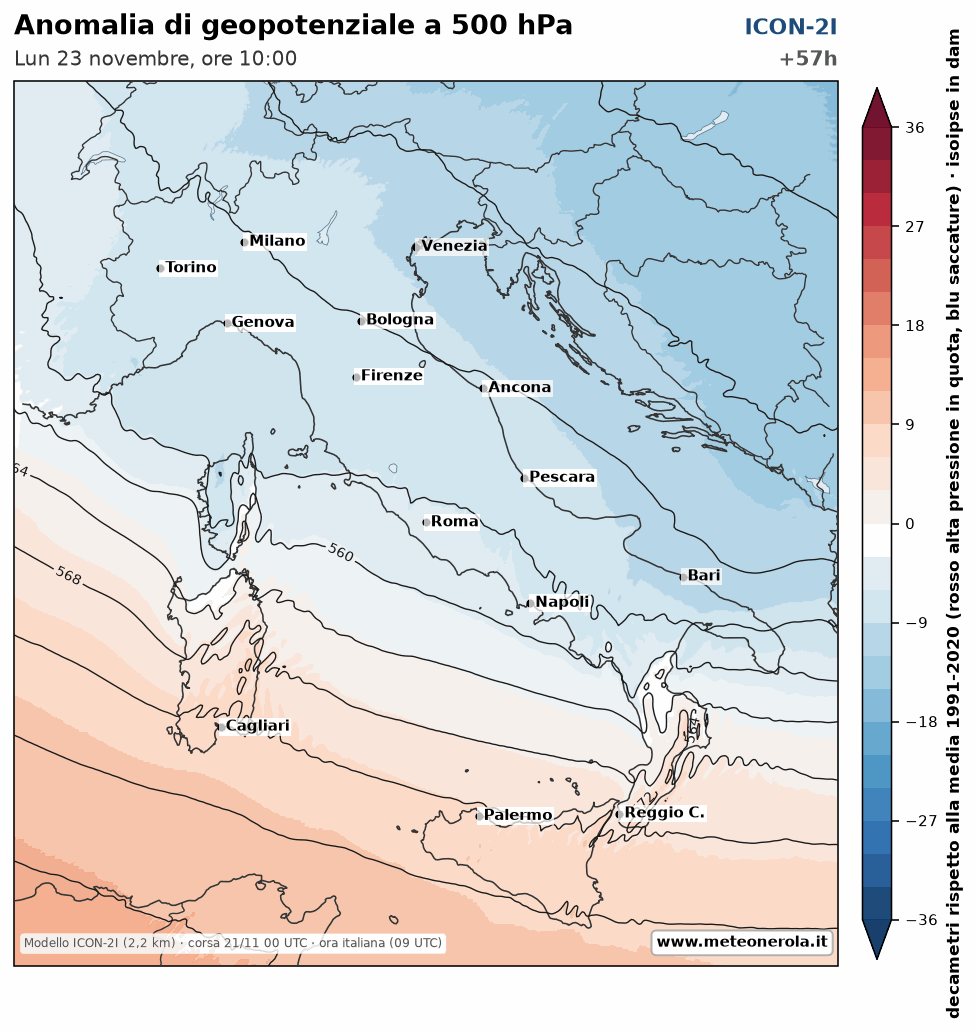 Anomalia di geopotenziale a 500 hPa
ICON-2I
Lun 23 novembre, ore 10:00
+57h
Milano
Venezia
Torino
Genova
Bologna
Firenze
Ancona
64
Pescara
Roma
560
568
Bari
Napoli
Cagliari
564
Palermo
Reggio C.
Modello ICON-2I (2,2 km) · corsa 21/11 00 UTC · ora italiana (09 UTC)
www.meteonerola.it
36
27
18
9
0
−9
−18
−27
−36
decametri rispetto alla media 1991-2020 (rosso alta pressione in quota, blu saccature) · isoipse in dam